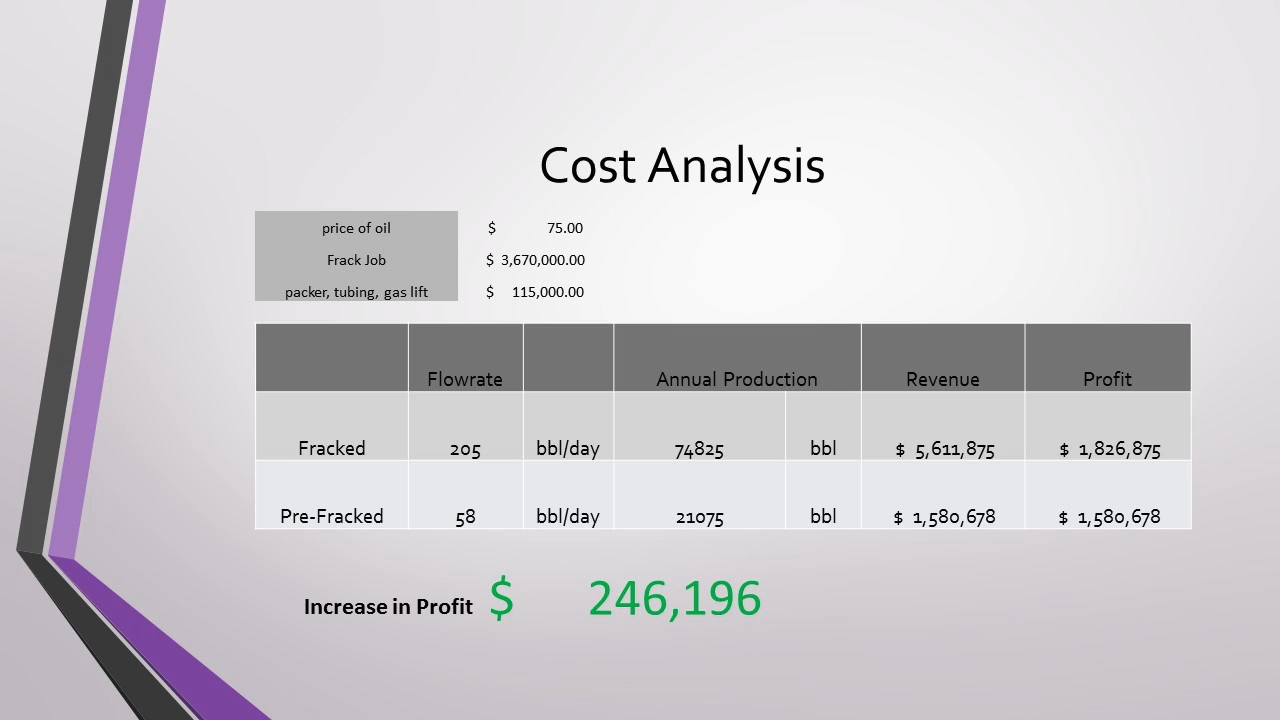 Cost Analysis
price of oil $ 75.00
Frack Job $ 3,670,000.00
packer, tubing, gas lift $ 115,000.00
Flowrate Annual Production Revenue Profit
Fracked 205 bbl/day 74825 bbl $ 5,611,875 $ 1,826,875
Pre-Fracked 58 bbl/day 21075 bbl $ 1,580,678 $ 1,580,678
Increase in Profit $ 246,196